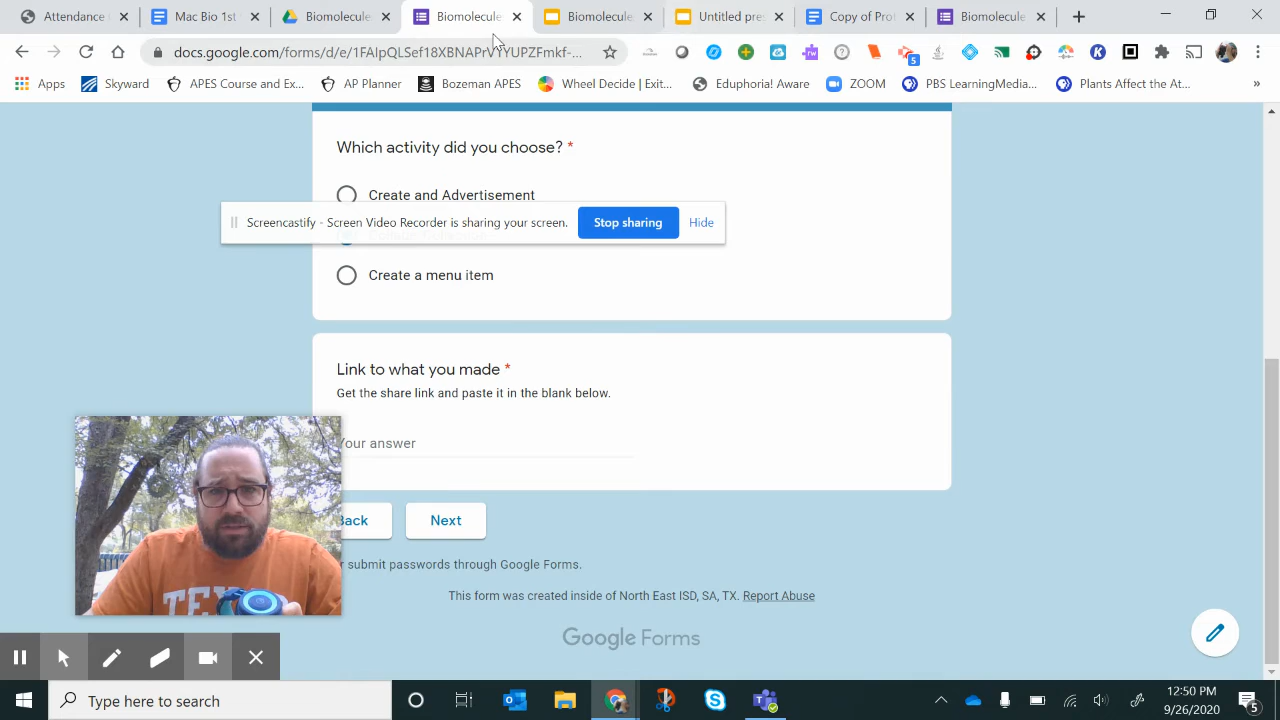 Attendance
Mac Bio 1st
Biomolecule
Biomolecule
Biomolecule
Untitled pres
Copy of Pro
Biomolecule
docs.google.com/forms/d/e/1FAIpQLSef18XBNAPrVYYUPZFmkf-...
5
Apps
Skyward
APES Course and Ex...
AP Planner
Bozeman APES
Wheel Decide | Exit...
Eduphoria! Aware
ZOOM
PBS LearningMedia...
Plants Affect the At...
»
Which activity did you choose? *
Create and Advertisement
Screencastify - Screen Video Recorder is sharing your screen.
Stop sharing
Hide
Create a menu item
Link to what you made *
Get the share link and paste it in the blank below.
Your answer
Back
Next
submit passwords through Google Forms.
This form was created inside of North East ISD, SA, TX. Report Abuse
Google Forms
Type here to search
12:50 PM
9/26/2020
5